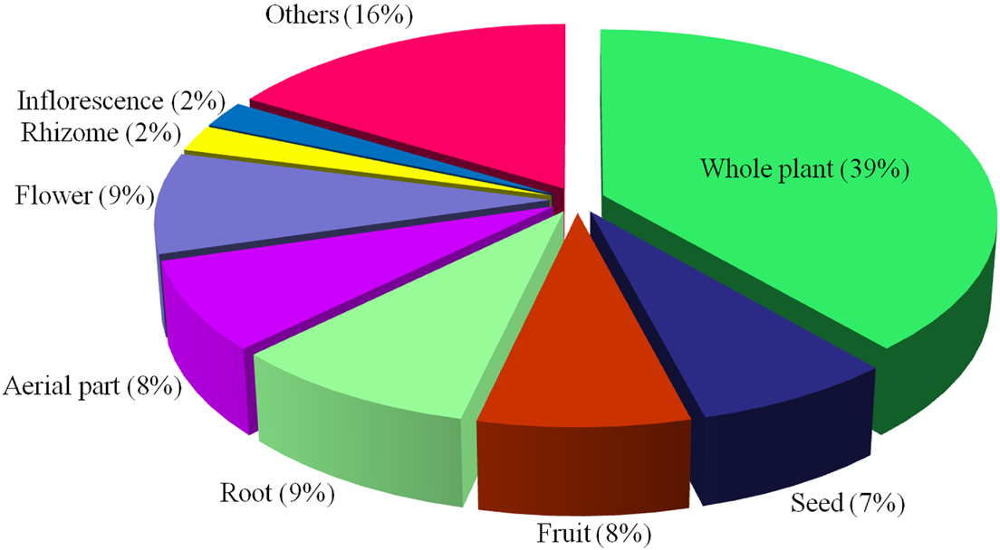 Others (16%)
Inflorescence (2%)
Rhizome (2%)
Whole plant (39%)
Flower (9%)
Aerial part (8%)
Root (9%)
Seed (7%)
Fruit (8%)